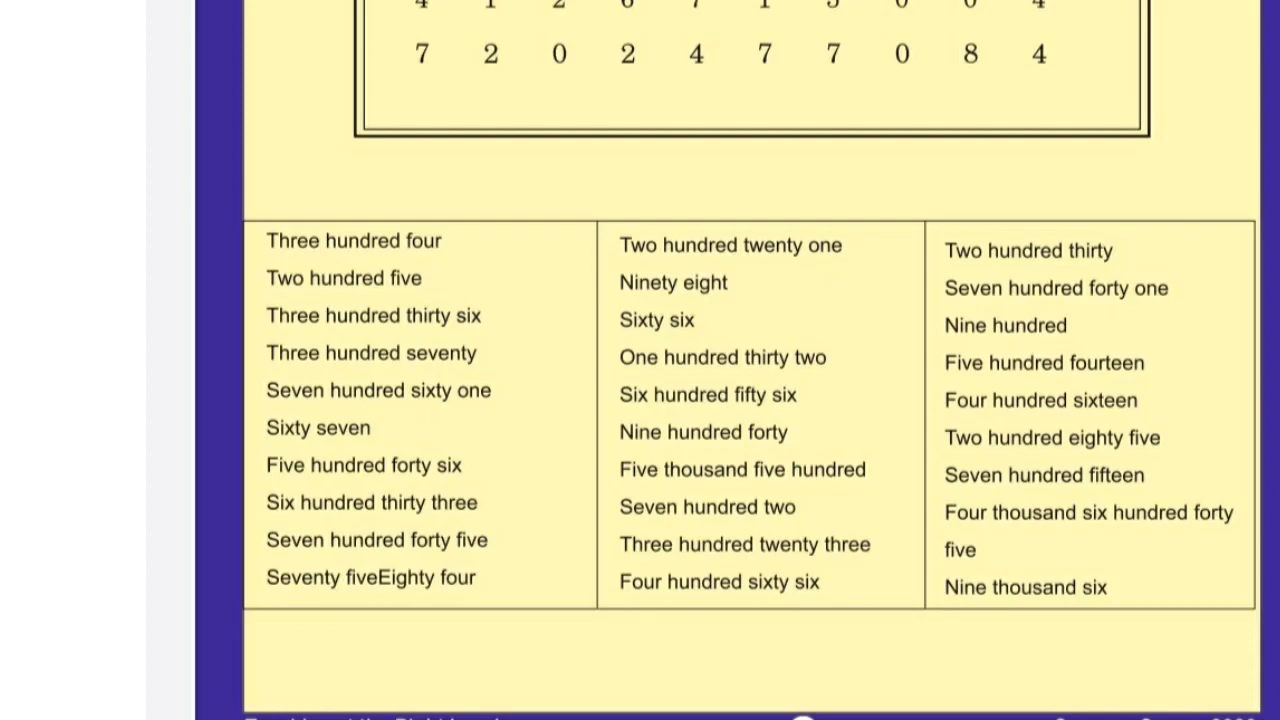 7 2 0 2 4 7 7 0 8 4
Three hundred four
Two hundred five
Three hundred thirty six
Three hundred seventy
Seven hundred sixty one
Sixty seven
Five hundred forty six
Six hundred thirty three
Seven hundred forty five
Seventy fiveEighty four
Two hundred twenty one
Ninety eight
Sixty six
One hundred thirty two
Six hundred fifty six
Nine hundred forty
Five thousand five hundred
Seven hundred two
Three hundred twenty three
Four hundred sixty six
Two hundred thirty
Seven hundred forty one
Nine hundred
Five hundred fourteen
Four hundred sixteen
Two hundred eighty five
Seven hundred fifteen
Four thousand six hundred forty
five
Nine thousand six